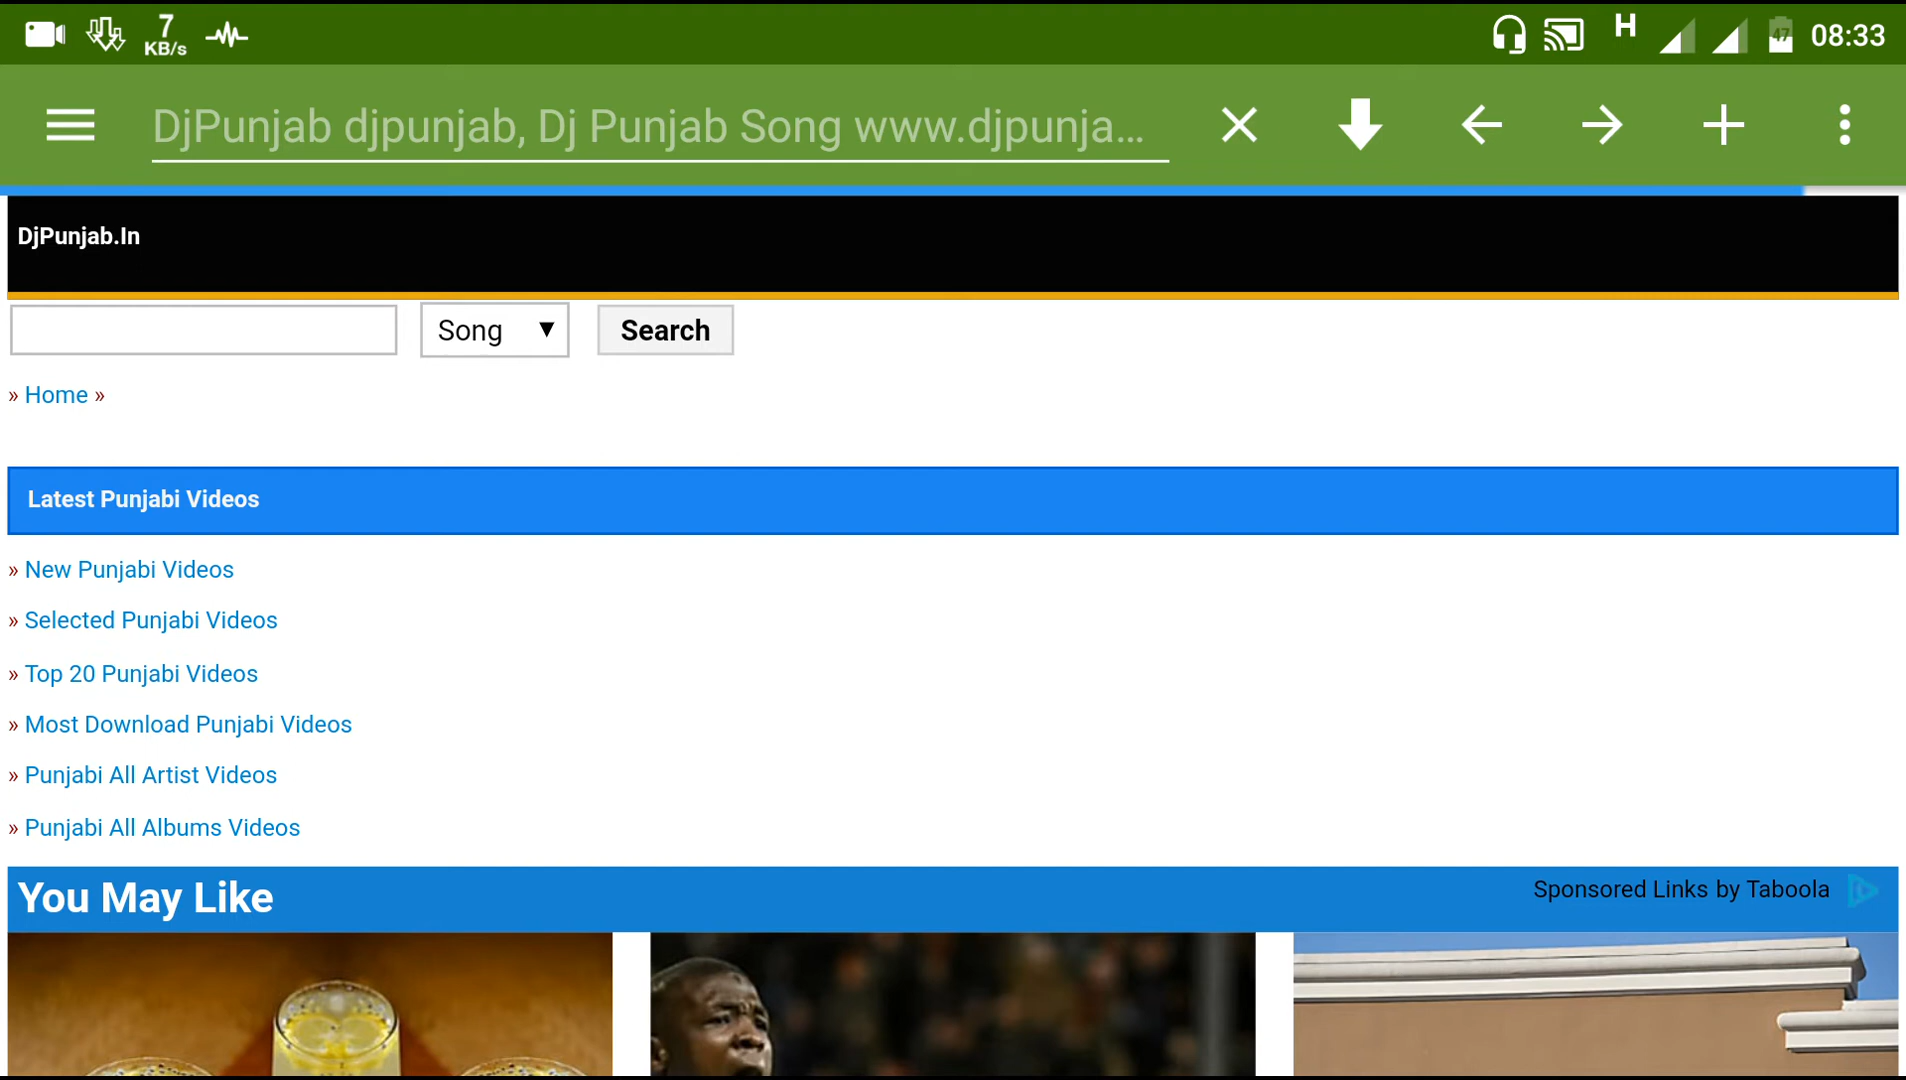 7
KB/s
H
47
08:33
DjPunjab djpunjab, Dj Punjab Song www.djpunja...
DjPunjab.In
Song ▼
Search
» Home »
Latest Punjabi Videos
» New Punjabi Videos
» Selected Punjabi Videos
» Top 20 Punjabi Videos
» Most Download Punjabi Videos
» Punjabi All Artist Videos
» Punjabi All Albums Videos
You May Like
Sponsored Links by Taboola